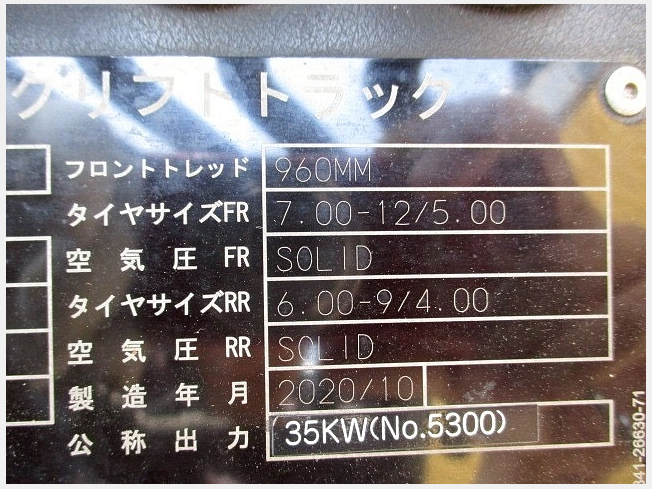 クリフトトラック
フロントトレッド 960MM
タイヤサイズFR 7.00-12/5.00
空気圧 FR SOLID
タイヤサイズRR 6.00-9/4.00
空気圧 RR SOLID
製造年月 2020/10
公称出力 35KW(No.5300)
341-26630-71